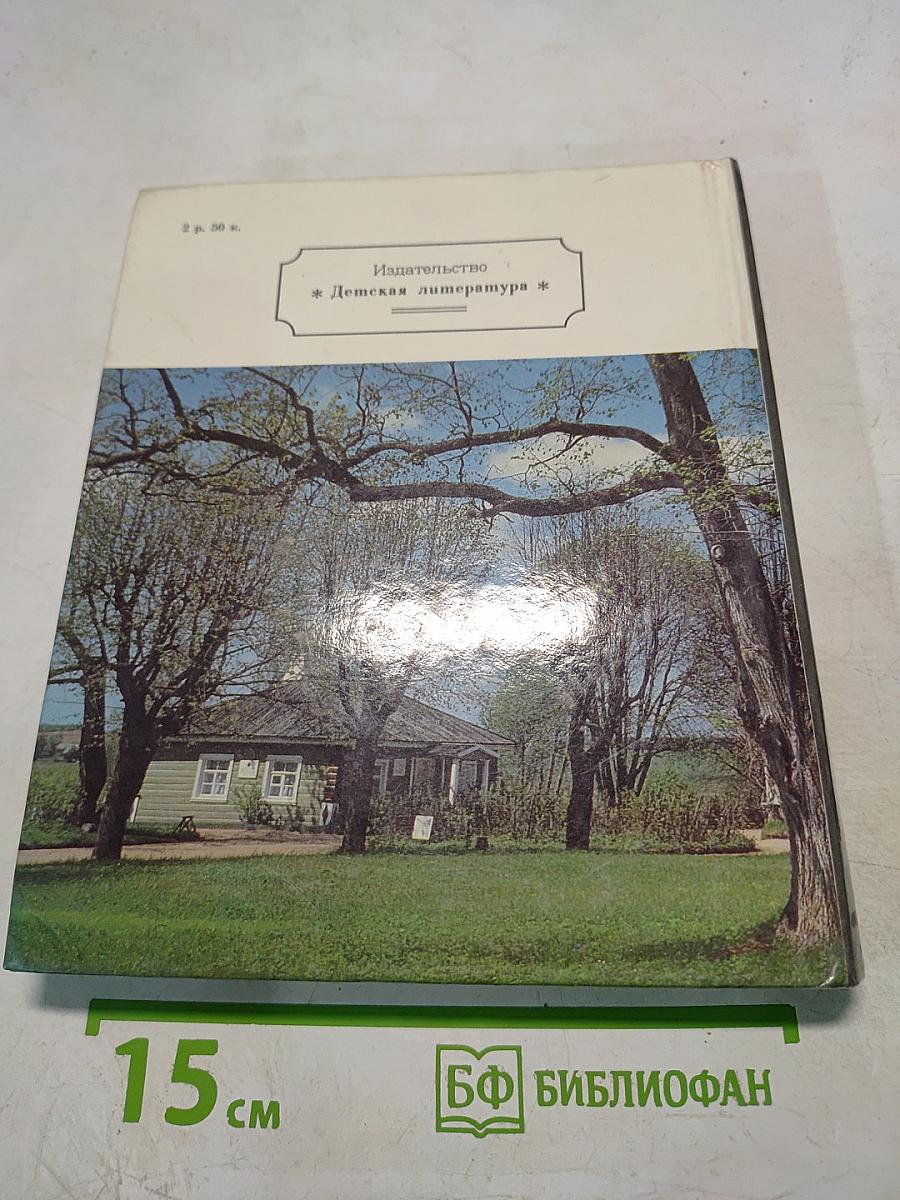 2 р. 50 к.
Издательство
* Детская литература *
15 см
БФ БИБЛИОФАН